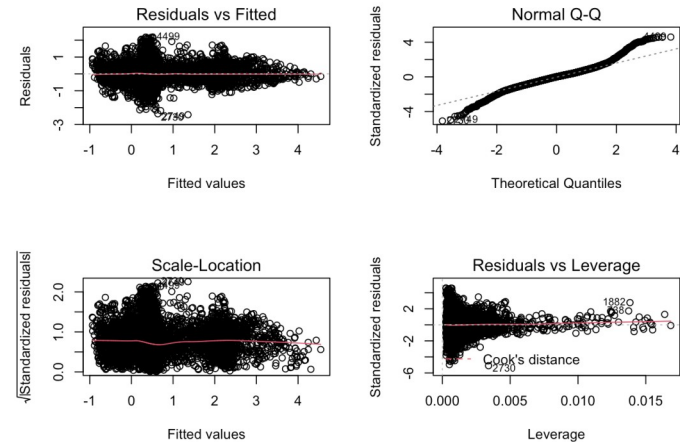 Residuals vs Fitted
Residuals
1
-1
-3
4499
-1 0 1 2 3 4
Fitted values
Normal Q-Q
Standardized residuals
4
0
-4
-4 -2 0 2 4
Theoretical Quantiles
Scale-Location
√|Standardized residuals|
2.0
1.0
0.0
-1 0 1 2 3 4
Fitted values
Residuals vs Leverage
Standardized residuals
2
-2
-6
1882
Cook's distance
2730
0.000 0.005 0.010 0.015
Leverage